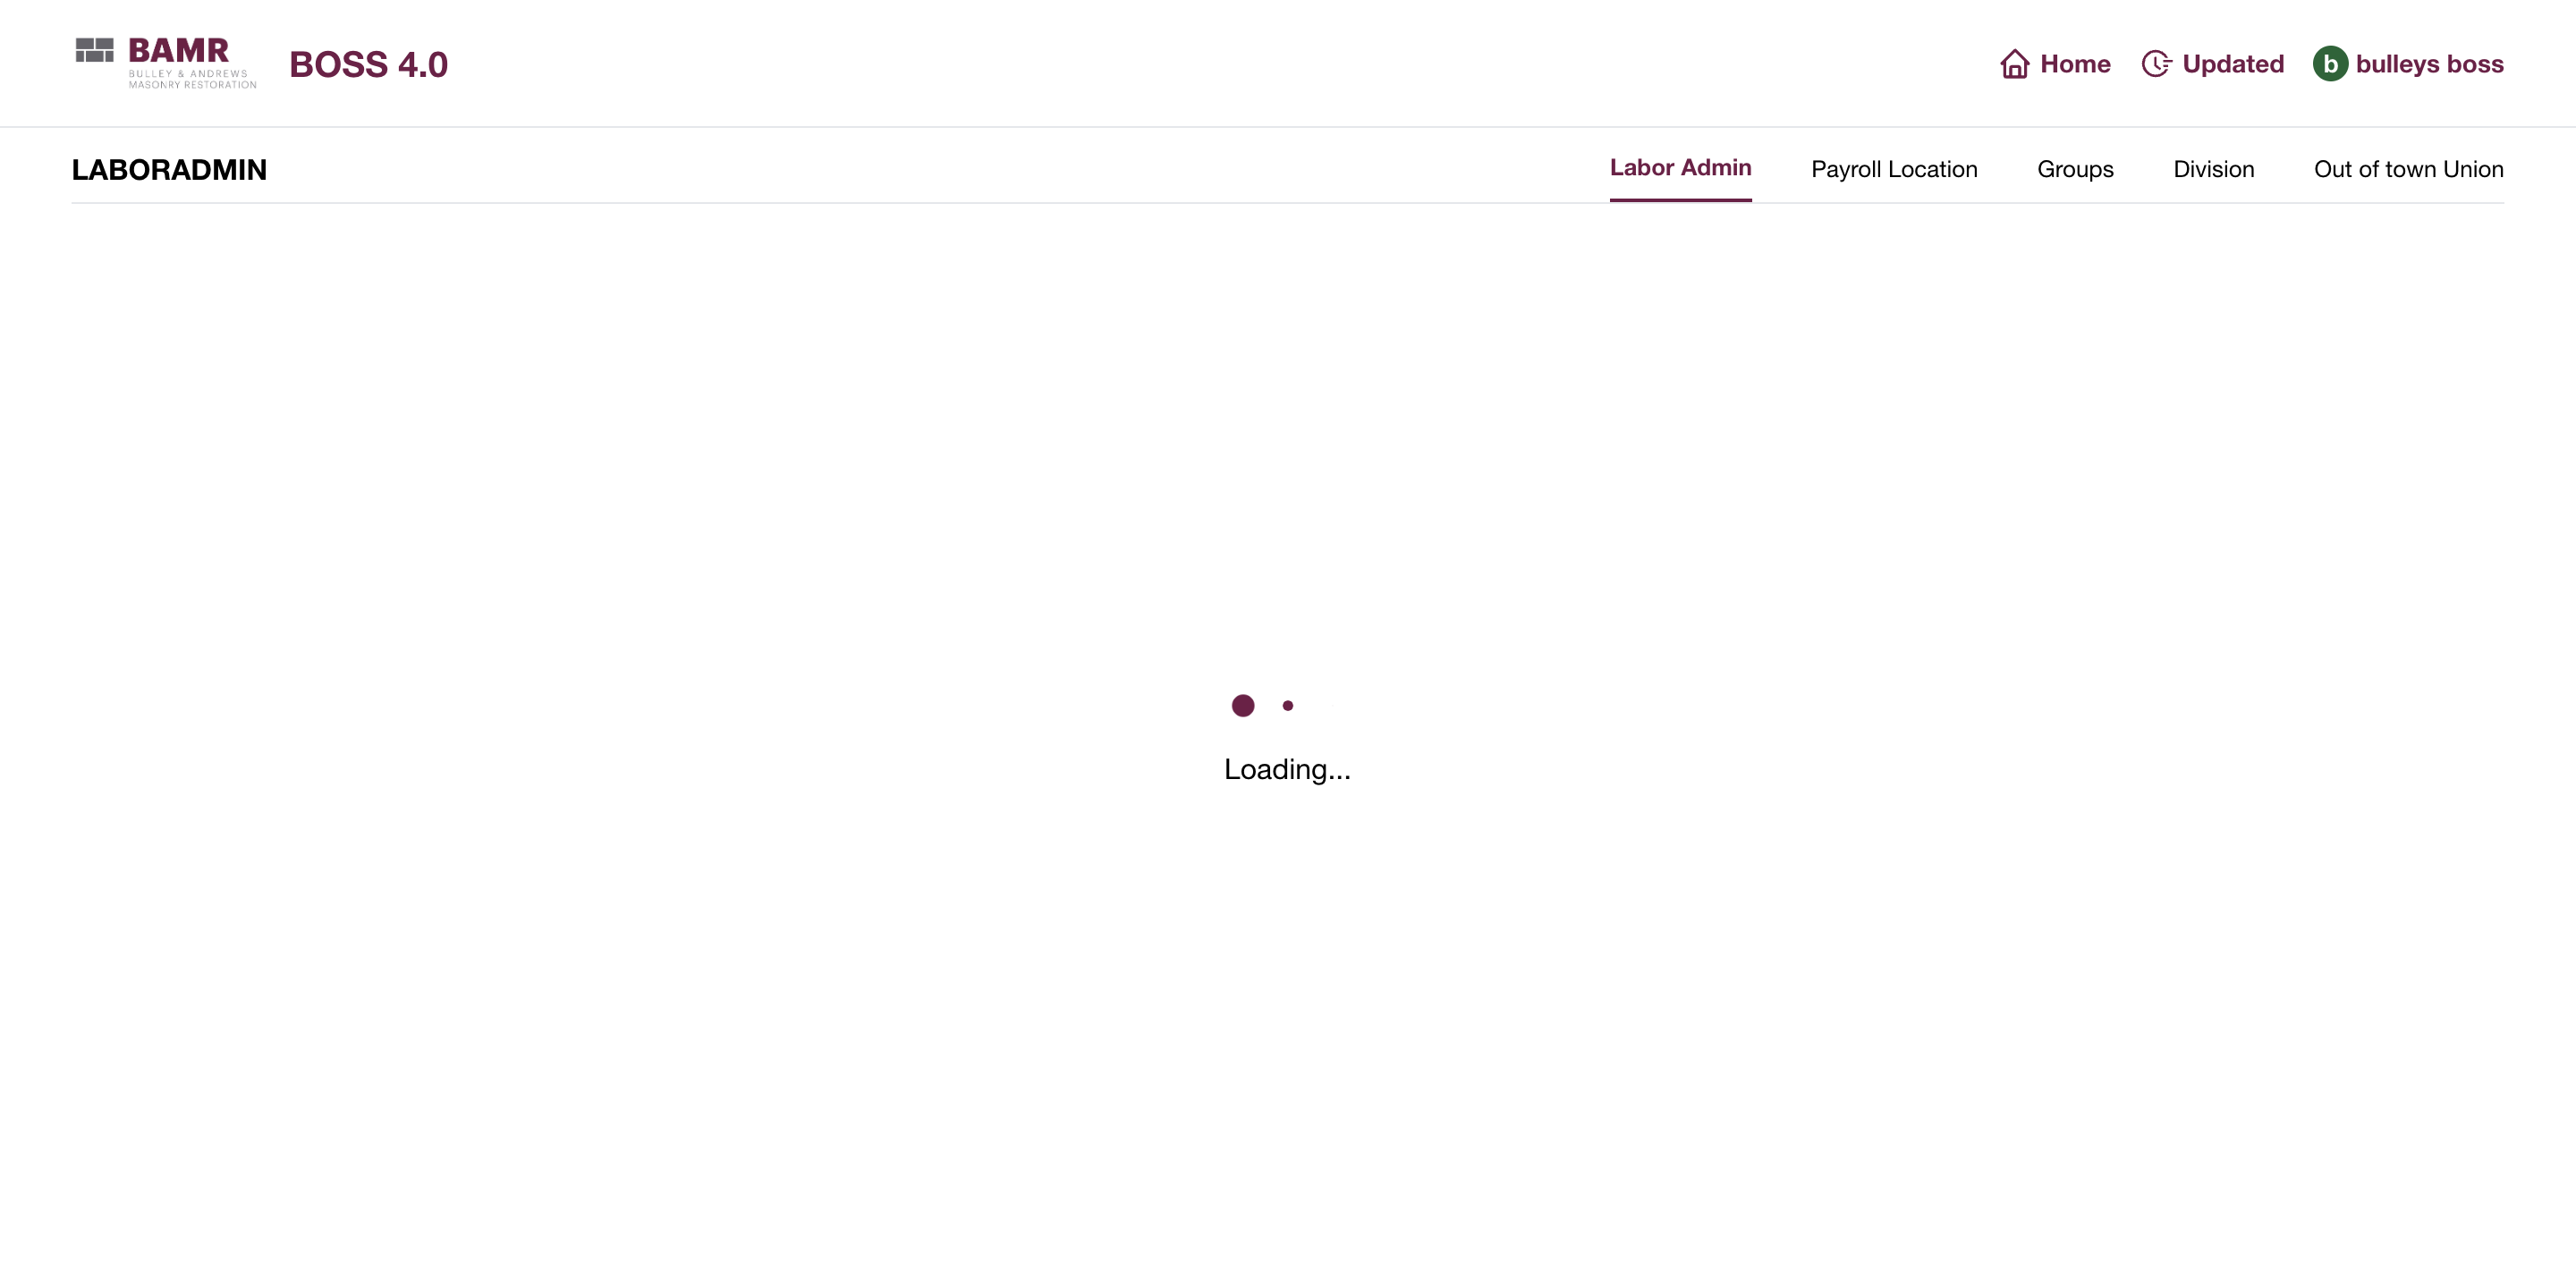 BAMR
BULLEY & ANDREWS
MASONRY RESTORATION
BOSS 4.0
Home
Updated
b
bulleys boss
LABORADMIN
Labor Admin
Payroll Location
Groups
Division
Out of town Union
Loading...